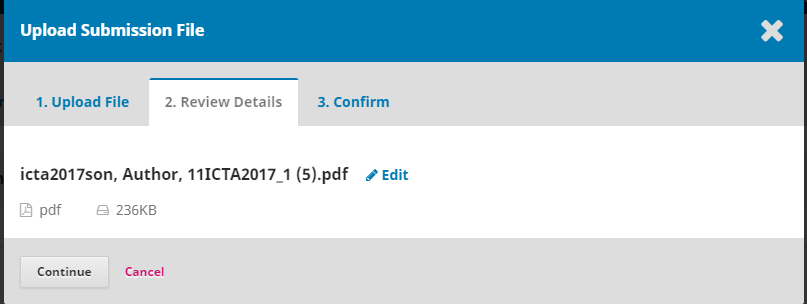 Upload Submission File
1. Upload File 2. Review Details 3. Confirm
icta2017son, Author, 11ICTA2017_1 (5).pdf Edit
pdf 236KB
Continue Cancel